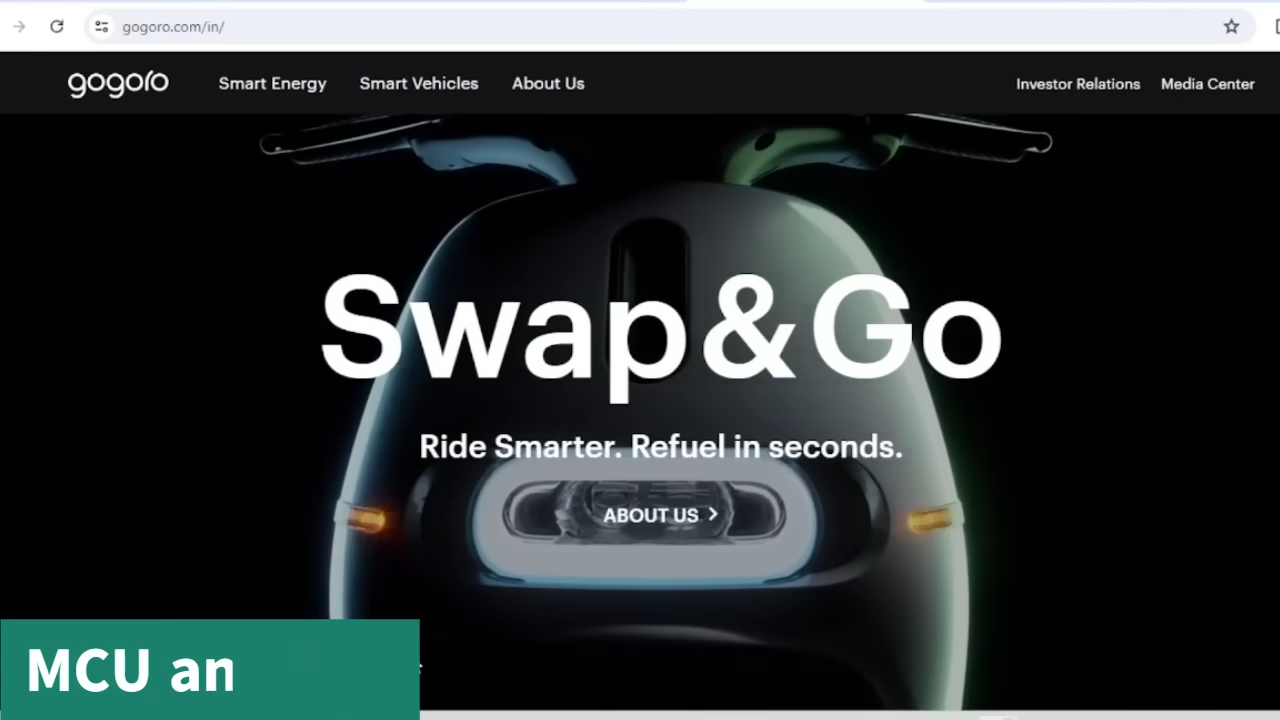 gogoro.com/in/
gogoro Smart Energy Smart Vehicles About Us Investor Relations Media Center
Swap&Go
Ride Smarter. Refuel in seconds.
ABOUT US
MCU an